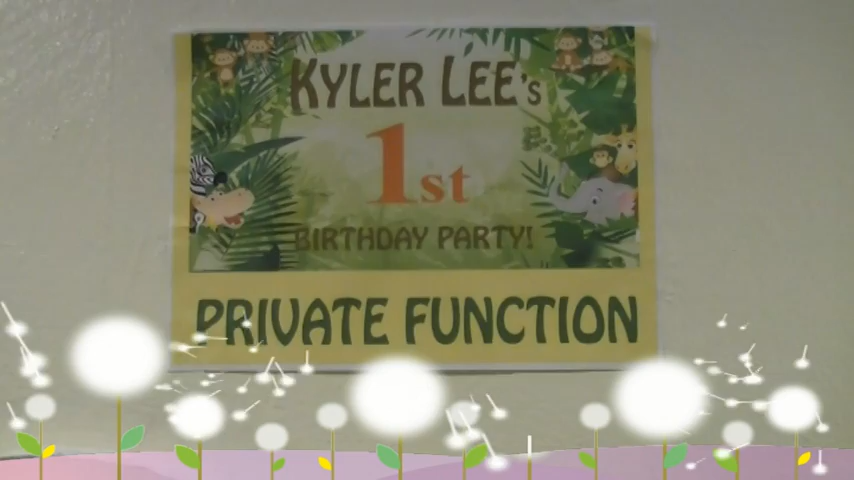 KYLER LEE's
1st
BIRTHDAY PARTY!
PRIVATE FUNCTION